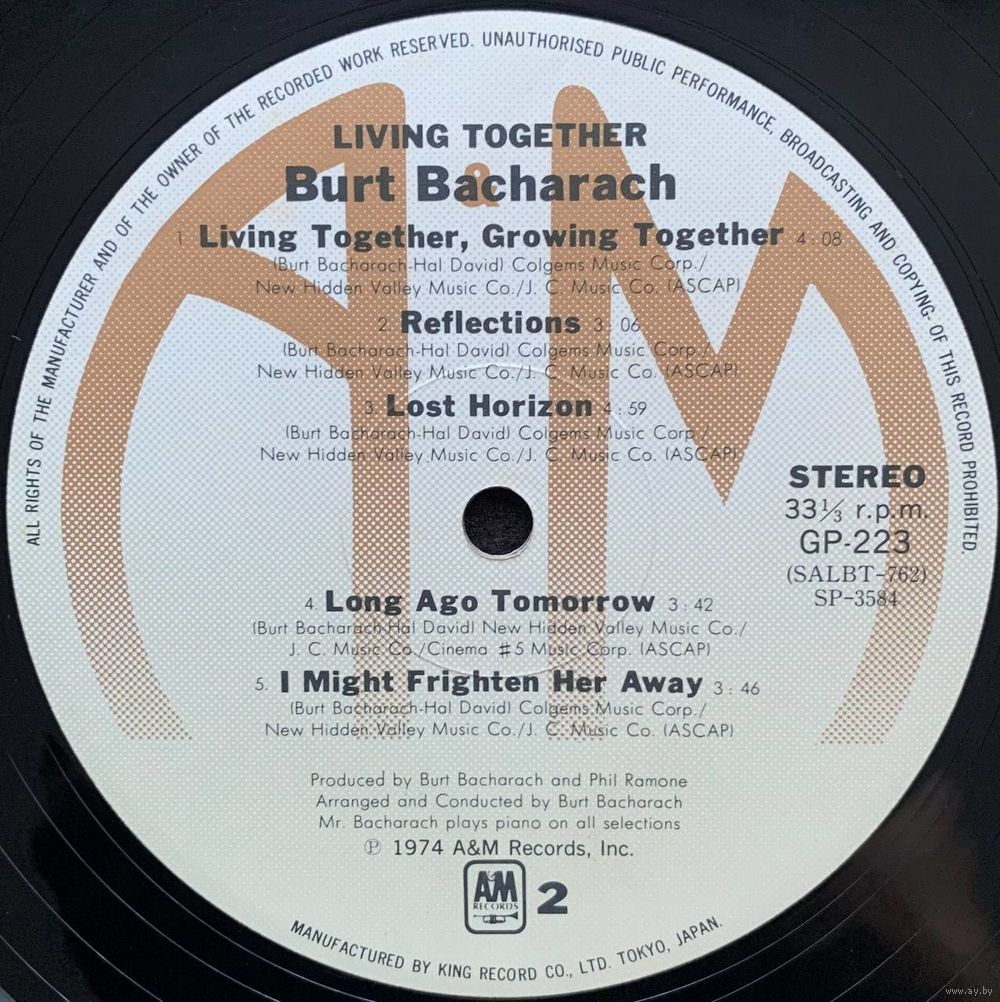 ALL RIGHTS OF THE MANUFACTURER AND OF THE OWNER OF THE RECORDED WORK RESERVED. UNAUTHORISED PUBLIC PERFORMANCE, BROADCASTING AND COPYING- OF THIS RECORD PROHIBITED.
LIVING TOGETHER
&
Burt Bacharach
1. Living Together, Growing Together 4:08
(Burt Bacharach-Hal David) Colgems Music Corp./
New Hidden Valley Music Co./J. C. Music Co. (ASCAP)
2. Reflections 3:06
(Burt Bacharach-Hal David) Colgems Music Corp./
New Hidden Valley Music Co./J. C. Music Co. (ASCAP)
3. Lost Horizon 4:59
(Burt Bacharach-Hal David) Colgems Music Corp./
New Hidden Valley Music Co./J. C. Music Co. (ASCAP)
STEREO
33⅓ r.p.m.
GP-223
(SALBT-762)
SP-3584
4. Long Ago Tomorrow 3:42
(Burt Bacharach-Hal David) New Hidden Valley Music Co./
J. C. Music Co./Cinema #5 Music Corp. (ASCAP)
5. I Might Frighten Her Away 3:46
(Burt Bacharach-Hal David) Colgems Music Corp./
New Hidden Valley Music Co./J. C. Music Co. (ASCAP)
Produced by Burt Bacharach and Phil Ramone
Arranged and Conducted by Burt Bacharach
Mr. Bacharach plays piano on all selections
℗ 1974 A&M Records, Inc.
A&M
RECORDS
2
MANUFACTURED BY KING RECORD CO., LTD. TOKYO, JAPAN.
www.ay.by